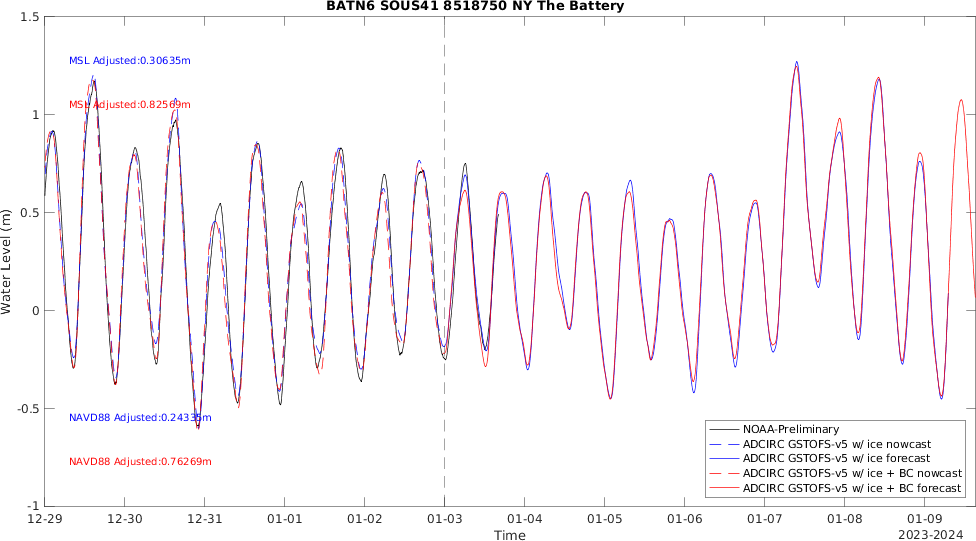 BATN6 SOUS41 8518750 NY The Battery
1.5
MSL Adjusted:0.30635m
MSL Adjusted:0.82569m
1
0.5
Water Level (m)
0
-0.5
NAVD88 Adjusted:0.24335m
NAVD88 Adjusted:0.76269m
NOAA-Preliminary
ADCIRC GSTOFS-v5 w/ ice nowcast
ADCIRC GSTOFS-v5 w/ ice forecast
ADCIRC GSTOFS-v5 w/ ice + BC nowcast
ADCIRC GSTOFS-v5 w/ ice + BC forecast
-1
12-29 12-30 12-31 01-01 01-02 01-03 01-04 01-05 01-06 01-07 01-08 01-09
Time
2023-2024